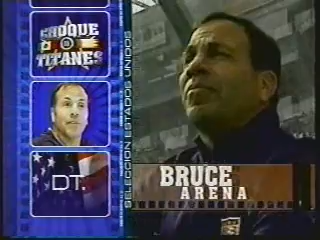 CHOQUE
DE
TITANES
DT.
SELECCION ESTADOS UNIDOS
BRUCE
ARENA